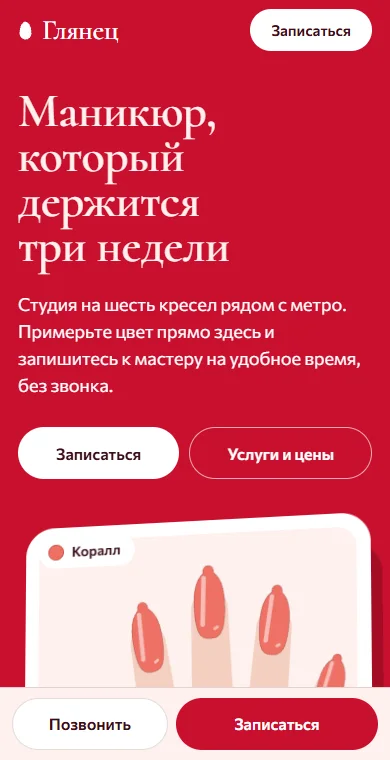 Глянец
Записаться
Маникюр,
который
держится
три недели
Студия на шесть кресел рядом с метро.
Примерьте цвет прямо здесь и
запишитесь к мастеру на удобное время,
без звонка.
Записаться
Услуги и цены
Коралл
Позвонить
Записаться